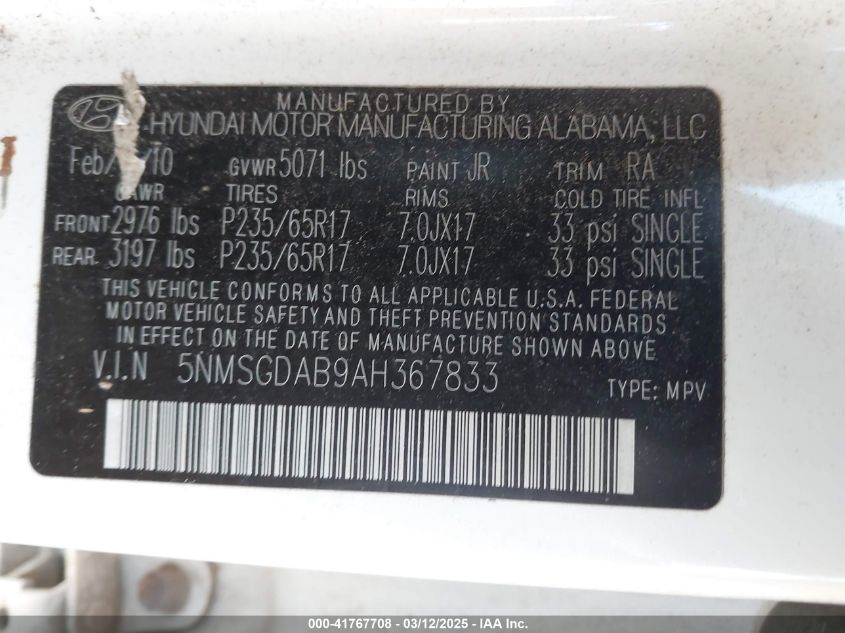 MANUFACTURED BY
HYUNDAI MOTOR MANUFACTURING ALABAMA, LLC
Feb/ /10 GVWR 5071 lbs PAINT JR TRIM RA
GAWR TIRES RIMS COLD TIRE INFL
FRONT 2976 lbs P235/65R17 7.0JX17 33 psi SINGLE
REAR 3197 lbs P235/65R17 7.0JX17 33 psi SINGLE
THIS VEHICLE CONFORMS TO ALL APPLICABLE U.S.A. FEDERAL
MOTOR VEHICLE SAFETY AND THEFT PREVENTION STANDARDS
IN EFFECT ON THE DATE OF MANUFACTURE SHOWN ABOVE
V.I.N 5NMSGDAB9AH367833
TYPE: MPV
000-41767708 - 03/12/2025 - IAA Inc.